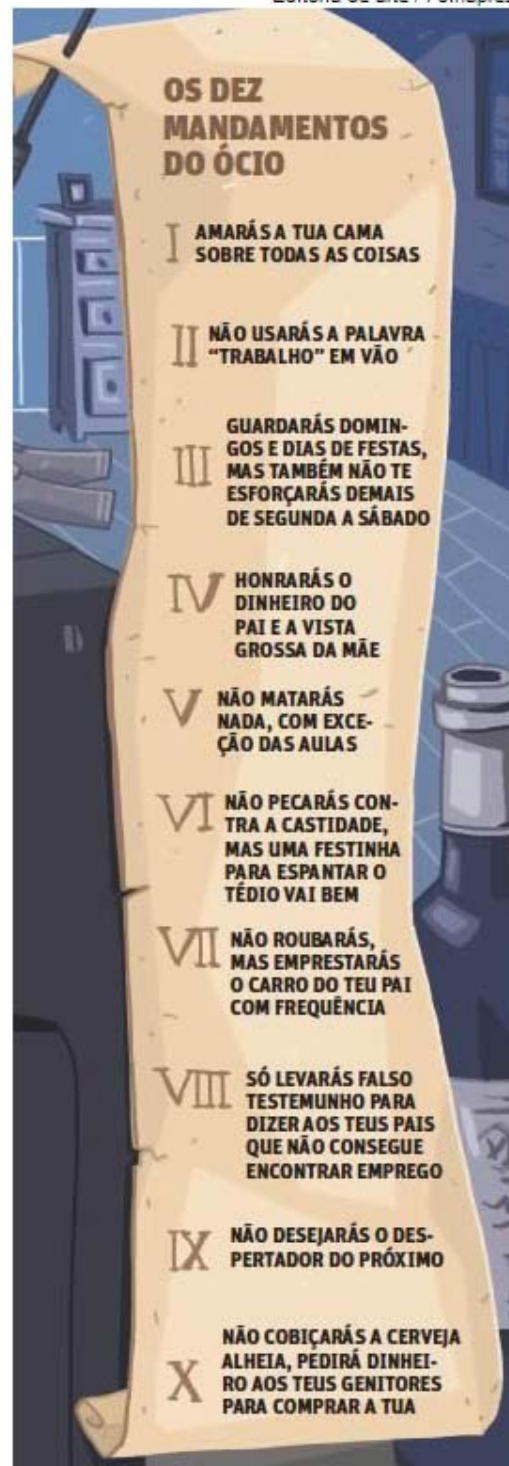 OS DEZ
MANDAMENTOS
DO ÓCIO
I AMARÁS A TUA CAMA
SOBRE TODAS AS COISAS
II NÃO USARÁS A PALAVRA
“TRABALHO” EM VÃO
GUARDARÁS DOMIN-
GOS E DIAS DE FESTAS,
III MAS TAMBÉM NÃO TE
ESFORÇARÁS DEMAIS
DE SEGUNDA A SÁBADO
IV HONRARÁS O
DINHEIRO DO
PAI E A VISTA
GROSSA DA MÃE
V NÃO MATARÁS
NADA, COM EXCE-
ÇÃO DAS AULAS
VI NÃO PECARÁS CON-
TRA A CASTIDADE,
MAS UMA FESTINHA
PARA ESPANTAR O
TÉDIO VAI BEM
VII NÃO ROUBARÁS,
MAS EMPRESTARÁS
O CARRO DO TEU PAI
COM FREQUÊNCIA
VIII SÓ LEVARÁS FALSO
TESTEMUNHO PARA
DIZER AOS TEUS PAIS
QUE NÃO CONSEGUE
ENCONTRAR EMPREGO
IX NÃO DESEJARÁS O DES-
PERTADOR DO PRÓXIMO
NÃO COBIÇARÁS A CERVEJA
ALHEIA, PEDIRÁ DINHEI-
X RO AOS TEUS GENITORES
PARA COMPRAR A TUA